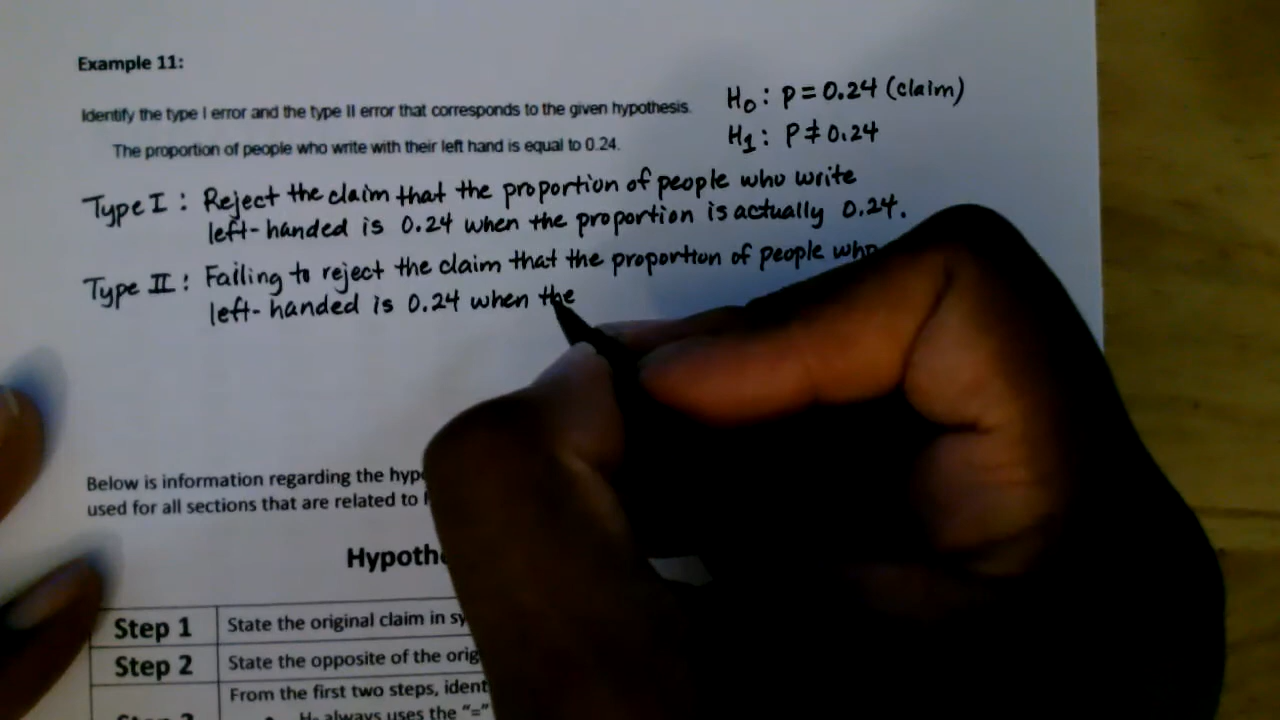 Example 11:
Identify the type I error and the type II error that corresponds to the given hypothesis.
The proportion of people who write with their left hand is equal to 0.24.
H₀: p = 0.24 (claim)
H₁: p ≠ 0.24
Type I: Reject the claim that the proportion of people who write
left-handed is 0.24 when the proportion is actually 0.24.
Type II: Failing to reject the claim that the proportion of people who
left-handed is 0.24 when the
Below is information regarding the
used for all sections that are related to
Step 1 State the original claim in
Step 2 State the opposite of the
From the first two steps,
always uses the "="